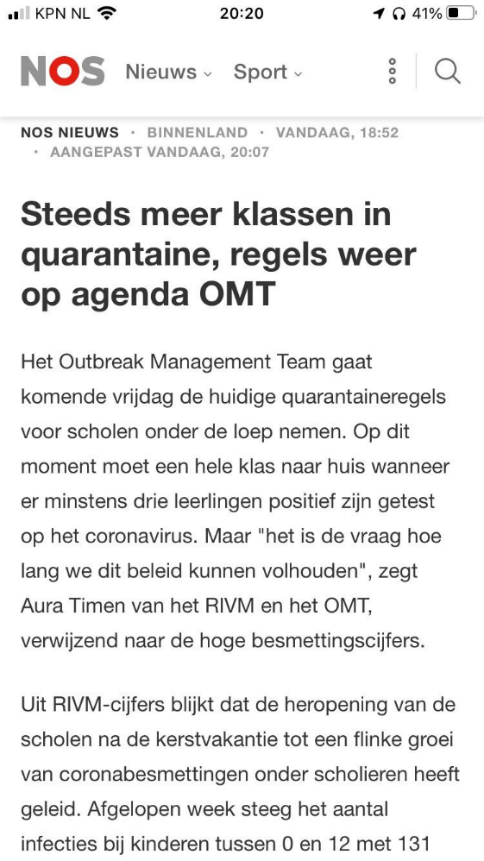 KPN NL 20:20 41%
NOS Nieuws Sport
NOS NIEUWS · BINNENLAND · VANDAAG, 18:52
· AANGEPAST VANDAAG, 20:07
Steeds meer klassen in
quarantaine, regels weer
op agenda OMT
Het Outbreak Management Team gaat
komende vrijdag de huidige quarantaineregels
voor scholen onder de loep nemen. Op dit
moment moet een hele klas naar huis wanneer
er minstens drie leerlingen positief zijn getest
op het coronavirus. Maar "het is de vraag hoe
lang we dit beleid kunnen volhouden", zegt
Aura Timen van het RIVM en het OMT,
verwijzend naar de hoge besmettingscijfers.
Uit RIVM-cijfers blijkt dat de heropening van de
scholen na de kerstvakantie tot een flinke groei
van coronabesmettingen onder scholieren heeft
geleid. Afgelopen week steeg het aantal
infecties bij kinderen tussen 0 en 12 met 131